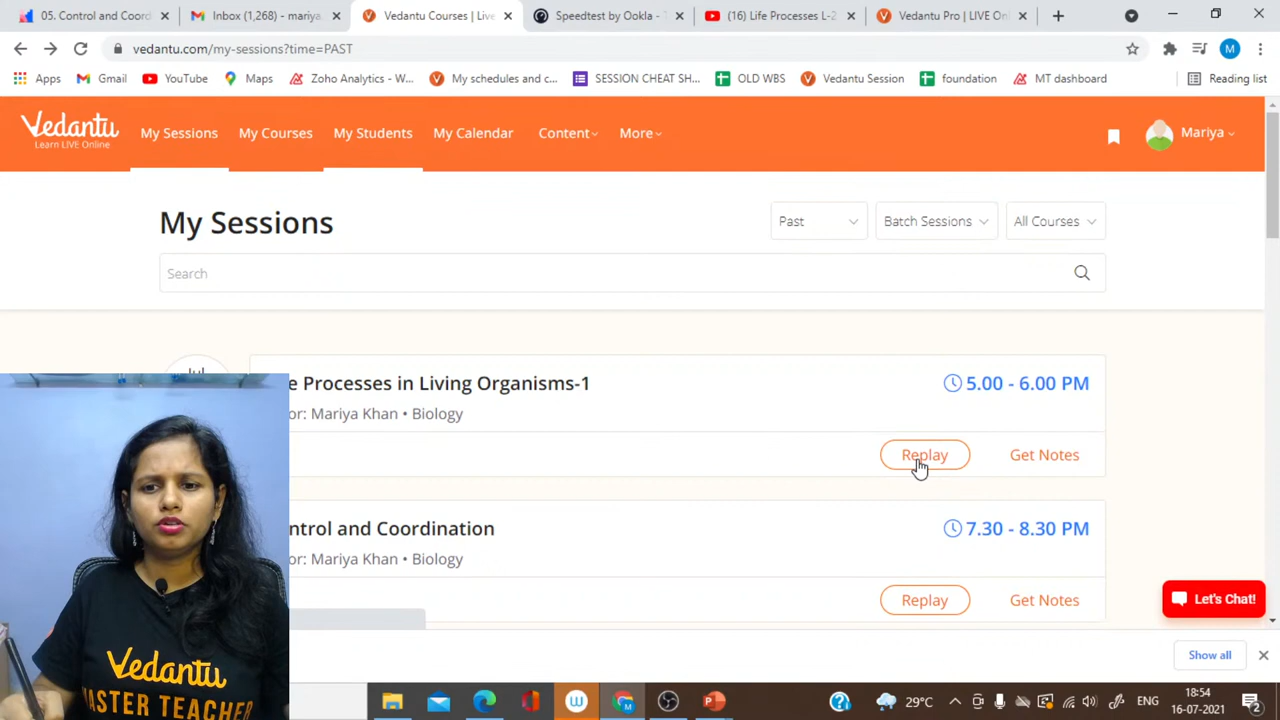 05. Control and Coord
Inbox (1,268) - mariya
Vedantu Courses | Live
Speedtest by Ookla -
(16) Life Processes L-2
Vedantu Pro | LIVE Onl
vedantu.com/my-sessions?time=PAST
M
Apps
Gmail
YouTube
Maps
Zoho Analytics - W...
My schedules and c...
SESSION CHEAT SH...
OLD WBS
Vedantu Session
foundation
MT dashboard
Reading list
Vedantu
Learn LIVE Online
My Sessions
My Courses
My Students
My Calendar
Content
More
Mariya
My Sessions
Past
Batch Sessions
All Courses
Search
Jul
e Processes in Living Organisms-1
5.00 - 6.00 PM
or: Mariya Khan • Biology
Replay
Get Notes
ntrol and Coordination
7.30 - 8.30 PM
or: Mariya Khan • Biology
Replay
Get Notes
Let's Chat!
Vedantu
MASTER TEACHER
Show all
29°C
ENG
18:54
16-07-2021
2